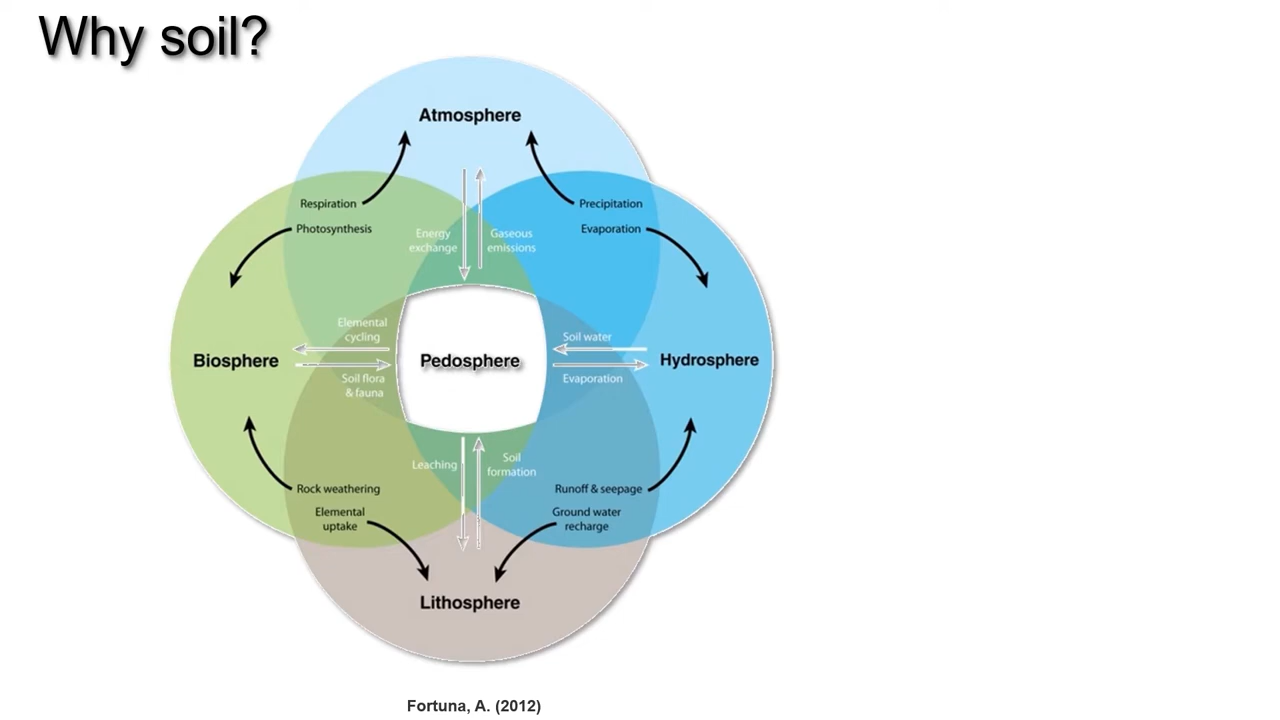 Why soil?
Atmosphere
Respiration
Photosynthesis
Precipitation
Evaporation
Energy
exchange
Gaseous
emissions
Elemental
cycling
Soil flora
& fauna
Biosphere
Pedosphere
Soil water
Evaporation
Hydrosphere
Leaching
Soil
formation
Rock weathering
Elemental
uptake
Runoff & seepage
Ground water
recharge
Lithosphere
Fortuna, A. (2012)